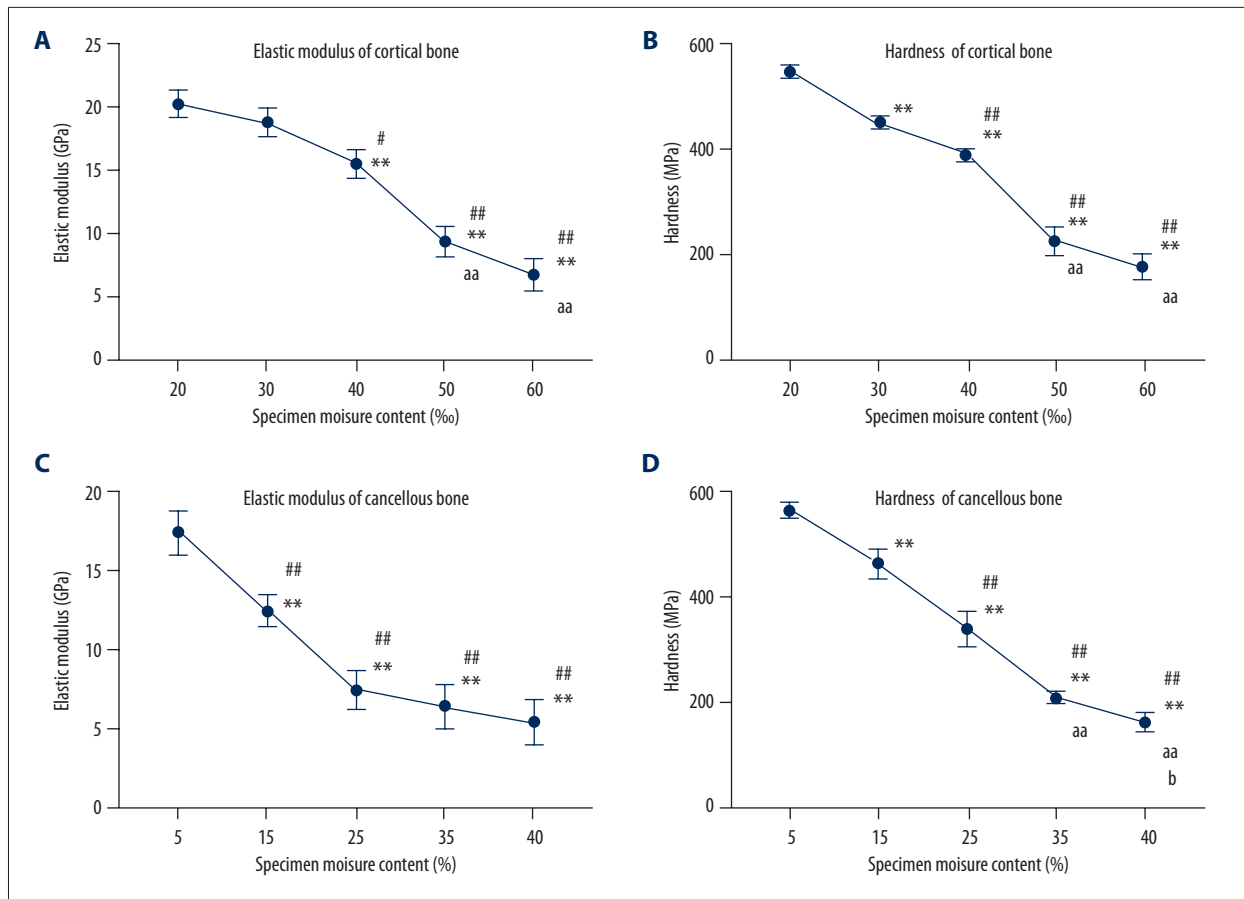 A
Elastic modulus of cortical bone
Elastic modulus (GPa)
25
20
15
10
5
0
#
**
##
**
aa
##
**
aa
20 30 40 50 60
Specimen moisure content (‰)
B
Hardness of cortical bone
Hardness (MPa)
600
400
200
0
**
##
**
##
**
aa
##
**
aa
20 30 40 50 60
Specimen moisure content (‰)
C
Elastic modulus of cancellous bone
Elastic modulus (GPa)
20
15
10
5
0
##
**
##
**
##
**
##
**
5 15 25 35 40
Specimen moisure content (%)
D
Hardness of cancellous bone
Hardness (MPa)
600
400
200
0
**
##
**
##
**
aa
##
**
aa
b
5 15 25 35 40
Specimen moisure content (%)